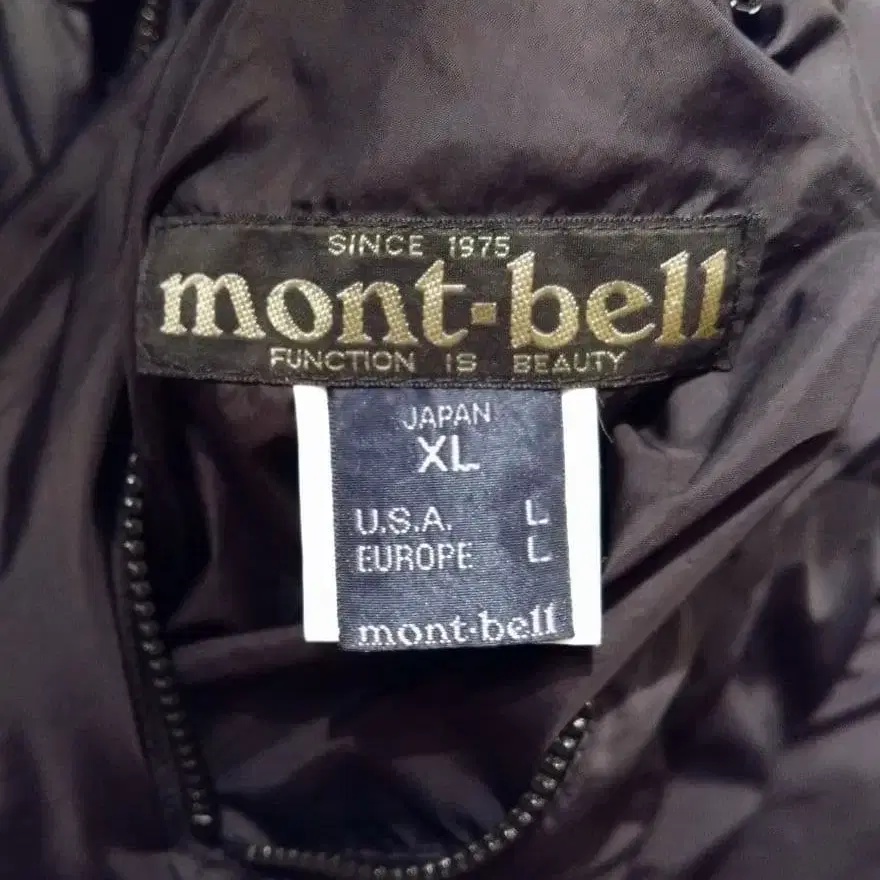 SINCE 1975
mont-bell
FUNCTION IS BEAUTY
JAPAN
XL
U.S.A. L
EUROPE L
mont-bell